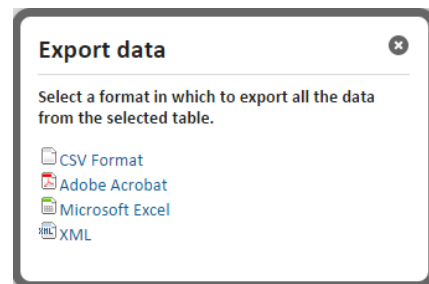 Export data
Select a format in which to export all the data
from the selected table.
CSV Format
Adobe Acrobat
Microsoft Excel
XML